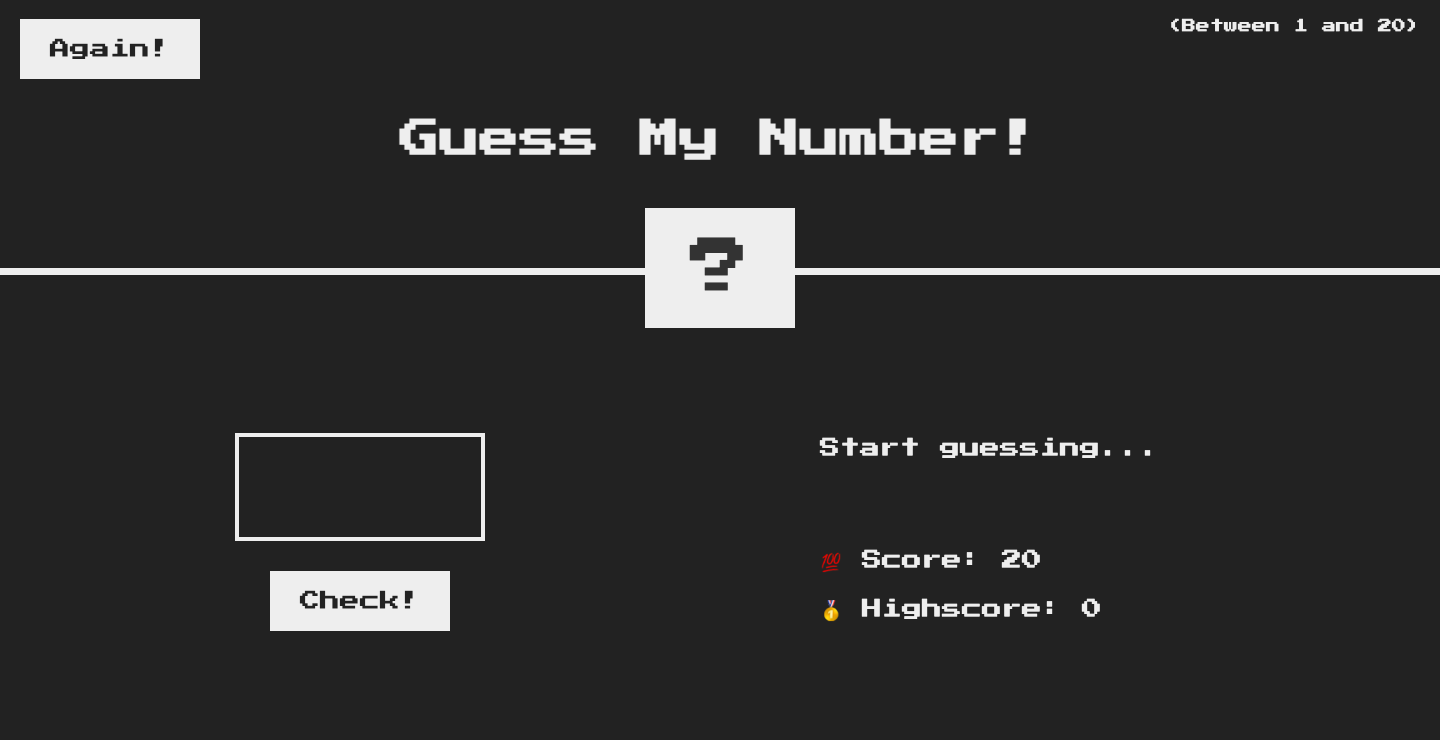 Again!
(Between 1 and 20)
Guess My Number!
?
Start guessing...
Check!
💯 Score: 20
🥇 Highscore: 0